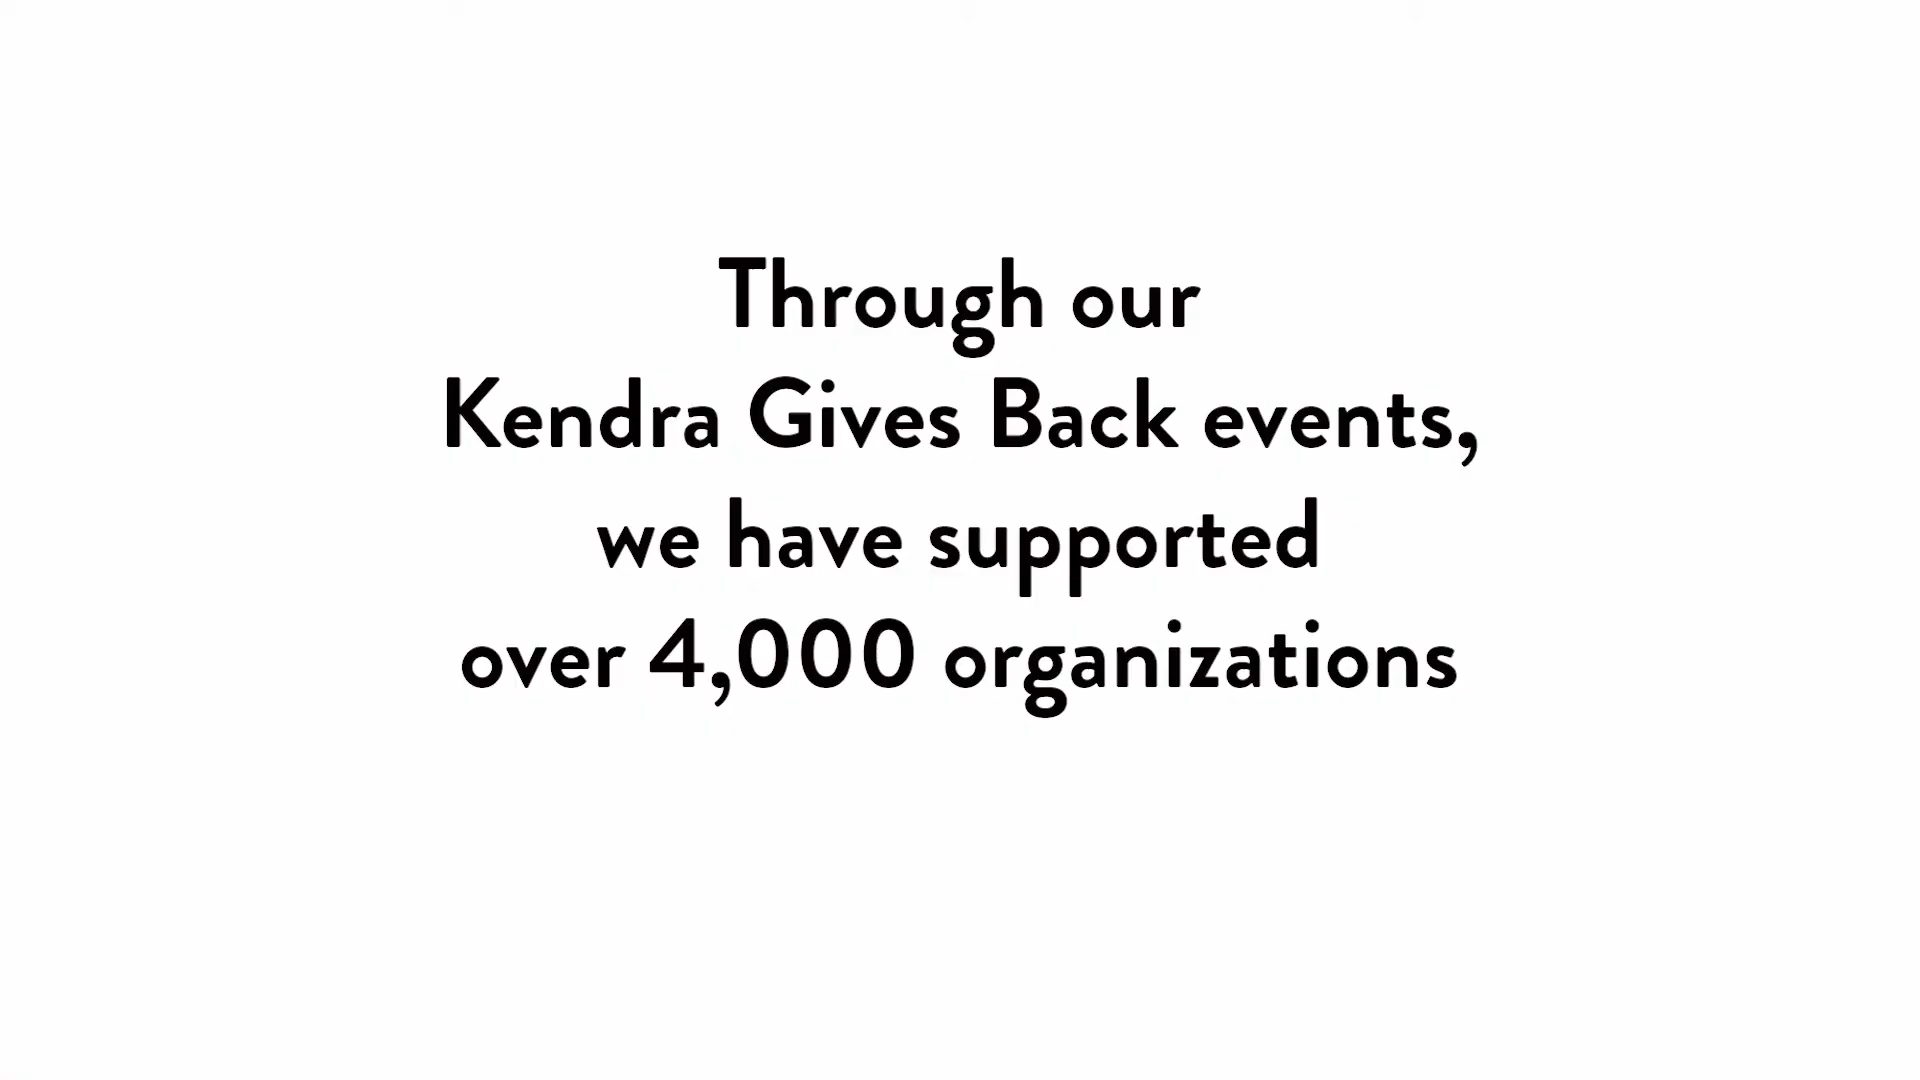 Through our
Kendra Gives Back events,
we have supported
over 4,000 organizations